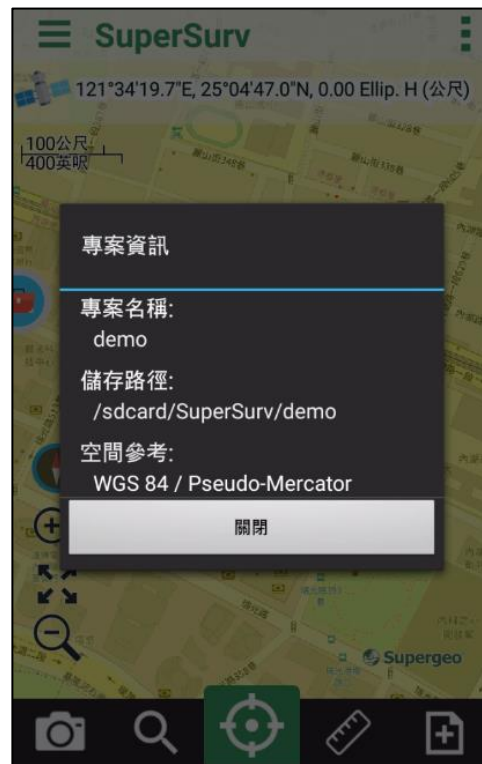 SuperSurv
121°34'19.7"E, 25°04'47.0"N, 0.00 Ellip. H (公尺)
100公尺
400英呎
專案資訊
專案名稱:
demo
儲存路徑:
/sdcard/SuperSurv/demo
空間參考:
WGS 84 / Pseudo-Mercator
關閉
Supergeo